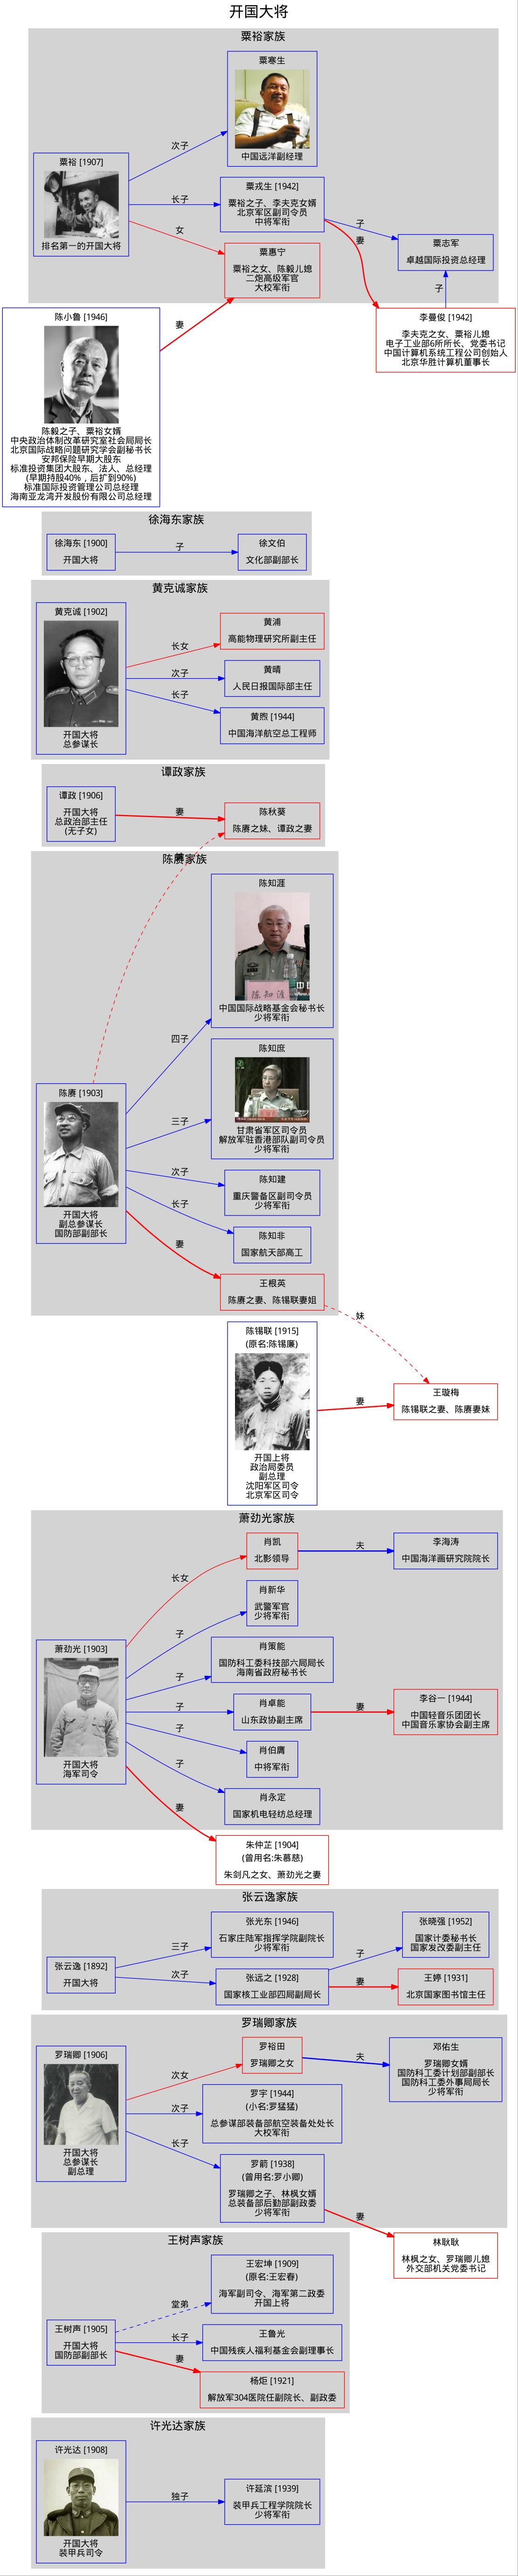 开国大将
粟裕家族
粟寒生
中国远洋副经理
粟裕 [1907]
排名第一的开国大将
次子
长子
女
粟戎生 [1942]
粟裕之子、李夫克女婿
北京军区副司令员
中将军衔
粟惠宁
粟裕之女、陈毅儿媳
二炮高级军官
大校军衔
子
妻
粟志军
卓越国际投资总经理
子
陈小鲁 [1946]
陈毅之子、粟裕女婿
中央政治体制改革研究室社会局局长
北京国际战略问题研究学会副秘书长
安邦保险早期大股东
标准投资集团大股东、法人、总经理
(早期持股40%，后扩到90%)
标准国际投资管理公司总经理
海南亚龙湾开发股份有限公司总经理
妻
李曼俊 [1942]
李夫克之女、粟裕儿媳
电子工业部6所所长、党委书记
中国计算机系统工程公司创始人
北京华胜计算机董事长
徐海东家族
徐海东 [1900]
开国大将
子
徐文伯
文化部副部长
黄克诚家族
黄克诚 [1902]
开国大将
总参谋长
长女
次子
长子
黄浦
高能物理研究所副主任
黄晴
人民日报国际部主任
黄煦 [1944]
中国海洋航空总工程师
谭政家族
谭政 [1906]
开国大将
总政治部主任
(无子女)
妻
陈秋葵
陈赓之妹、谭政之妻
陈赓家族
陈知涯
陈知涯
中国国际战略基金会秘书长
少将军衔
四子
陈知庶
甘肃省军区司令员
解放军驻香港部队副司令员
少将军衔
陈赓 [1903]
开国大将
副总参谋长
国防部副部长
三子
次子
长子
妻
陈知建
重庆警备区副司令员
少将军衔
陈知非
国家航天部高工
王根英
陈赓之妻、陈锡联妻姐
妹
陈锡联 [1915]
(原名:陈锡廉)
开国上将
政治局委员
副总理
沈阳军区司令
北京军区司令
妻
王璇梅
陈锡联之妻、陈赓妻妹
萧劲光家族
肖凯
北影领导
夫
李海涛
中国海洋画研究院院长
长女
肖新华
武警军官
少将军衔
子
肖策能
国防科工委科技部六局局长
海南省政府秘书长
萧劲光 [1903]
开国大将
海军司令
子
子
肖卓能
山东政协副主席
妻
李谷一 [1944]
中国轻音乐团团长
中国音乐家协会副主席
子
肖伯膺
中将军衔
子
肖永定
国家机电轻纺总经理
妻
朱仲芷 [1904]
(曾用名:朱慕慈)
朱剑凡之女、萧劲光之妻
张云逸家族
张云逸 [1892]
开国大将
三子
次子
张光东 [1946]
石家庄陆军指挥学院副院长
少将军衔
张远之 [1928]
国家核工业部四局副局长
子
妻
张晓强 [1952]
国家计委秘书长
国家发改委副主任
王婷 [1931]
北京国家图书馆主任
罗瑞卿家族
罗瑞卿 [1906]
开国大将
总参谋长
副总理
次女
次子
长子
罗裕田
罗瑞卿之女
夫
邓佑生
罗瑞卿女婿
国防科工委计划部副部长
国防科工委外事局局长
少将军衔
罗宇 [1944]
(小名:罗猛猛)
总参谋部装备部航空装备处处长
大校军衔
罗箭 [1938]
(曾用名:罗小卿)
罗瑞卿之子、林枫女婿
总装备部后勤部副政委
少将军衔
妻
林耿耿
林枫之女、罗瑞卿儿媳
外交部机关党委书记
王树声家族
王树声 [1905]
开国大将
国防部副部长
堂弟
长子
妻
王宏坤 [1909]
(原名:王宏春)
海军副司令、海军第二政委
开国上将
王鲁光
中国残疾人福利基金会副理事长
杨炬 [1921]
解放军304医院任副院长、副政委
许光达家族
许光达 [1908]
开国大将
装甲兵司令
独子
许延滨 [1939]
装甲兵工程学院院长
少将军衔